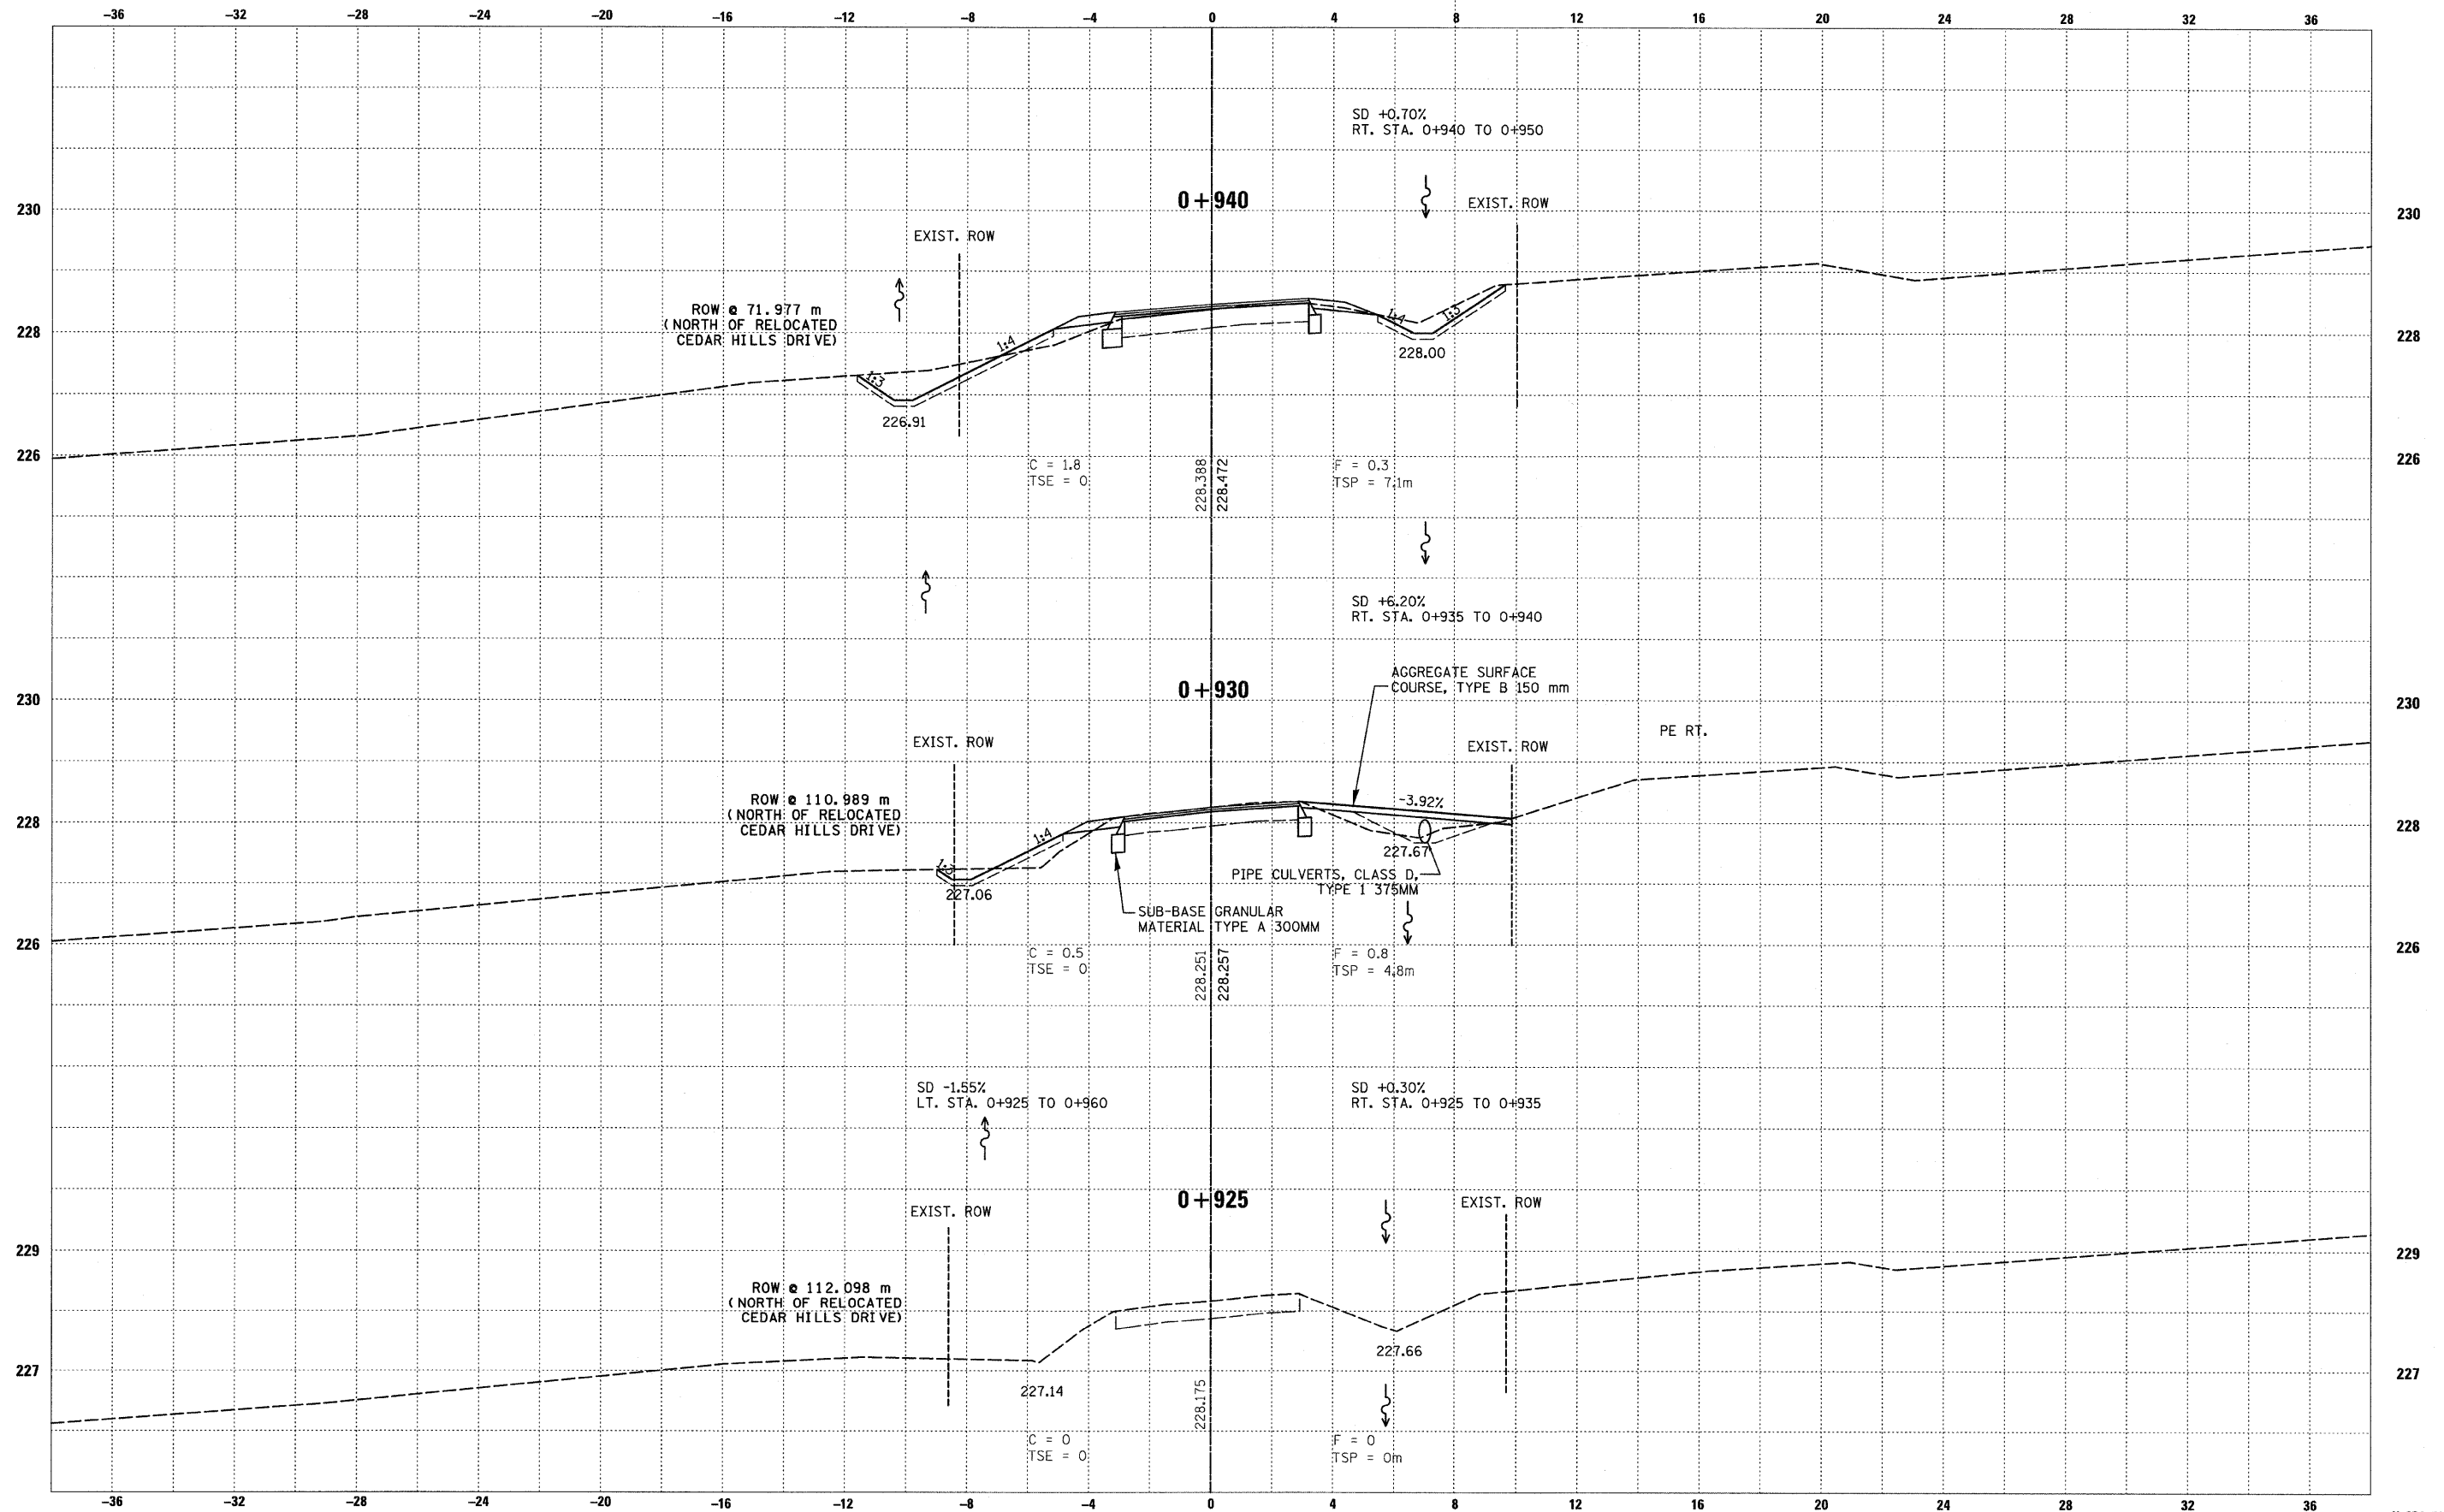 -36 -32 -28 -24 -20 -16 -12 -8 -4 0 4 8 12 16 20 24 28 32 36
SD +0.70%
RT. STA. 0+940 TO 0+950
0+940
230
EXIST. ROW
230
EXIST. ROW
ROW @ 71.977 m
(NORTH OF RELOCATED
CEDAR HILLS DRIVE)
228
1:4
1:4
1:3
228
228.00
1:3
226.91
226
C = 1.8
TSE = 0
228.388
228.472
F = 0.3
TSP = 7.1m
226
SD +6.20%
RT. STA. 0+935 TO 0+940
0+930
AGGREGATE SURFACE
COURSE, TYPE B 150 mm
230
230
EXIST. ROW
EXIST. ROW
PE RT.
ROW @ 110.989 m
(NORTH OF RELOCATED
CEDAR HILLS DRIVE)
-3.92%
228
1:4
228
1:3
227.67
227.06
PIPE CULVERTS, CLASS D,
TYPE 1 375MM
SUB-BASE GRANULAR
MATERIAL TYPE A 300MM
226
C = 0.5
TSE = 0
228.251
228.257
F = 0.8
TSP = 4.8m
226
SD -1.55%
LT. STA. 0+925 TO 0+960
SD +0.30%
RT. STA. 0+925 TO 0+935
0+925
EXIST. ROW
EXIST. ROW
229
229
ROW @ 112.098 m
(NORTH OF RELOCATED
CEDAR HILLS DRIVE)
227.66
227
227
227.14
228.175
C = 0
TSE = 0
F = 0
TSP = 0m
-36 -32 -28 -24 -20 -16 -12 -8 -4 0 4 8 12 16 20 24 28 32 36